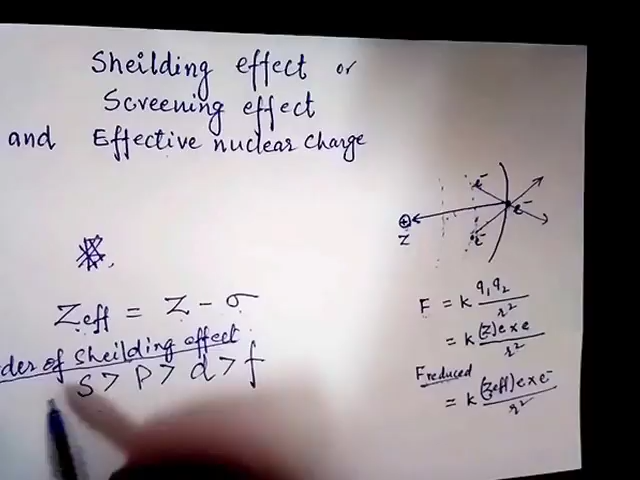 Sheilding effect or
Screening effect
and Effective nuclear charge
e⁻
e⁻
⊕
Z
e⁻
Zeff = Z - σ
of sheilding effect
s > p > d > f
F = k q₁q₂/r²
= k (z)e×e/r²
Freduced
= k (Zeff)e×e⁻/r²